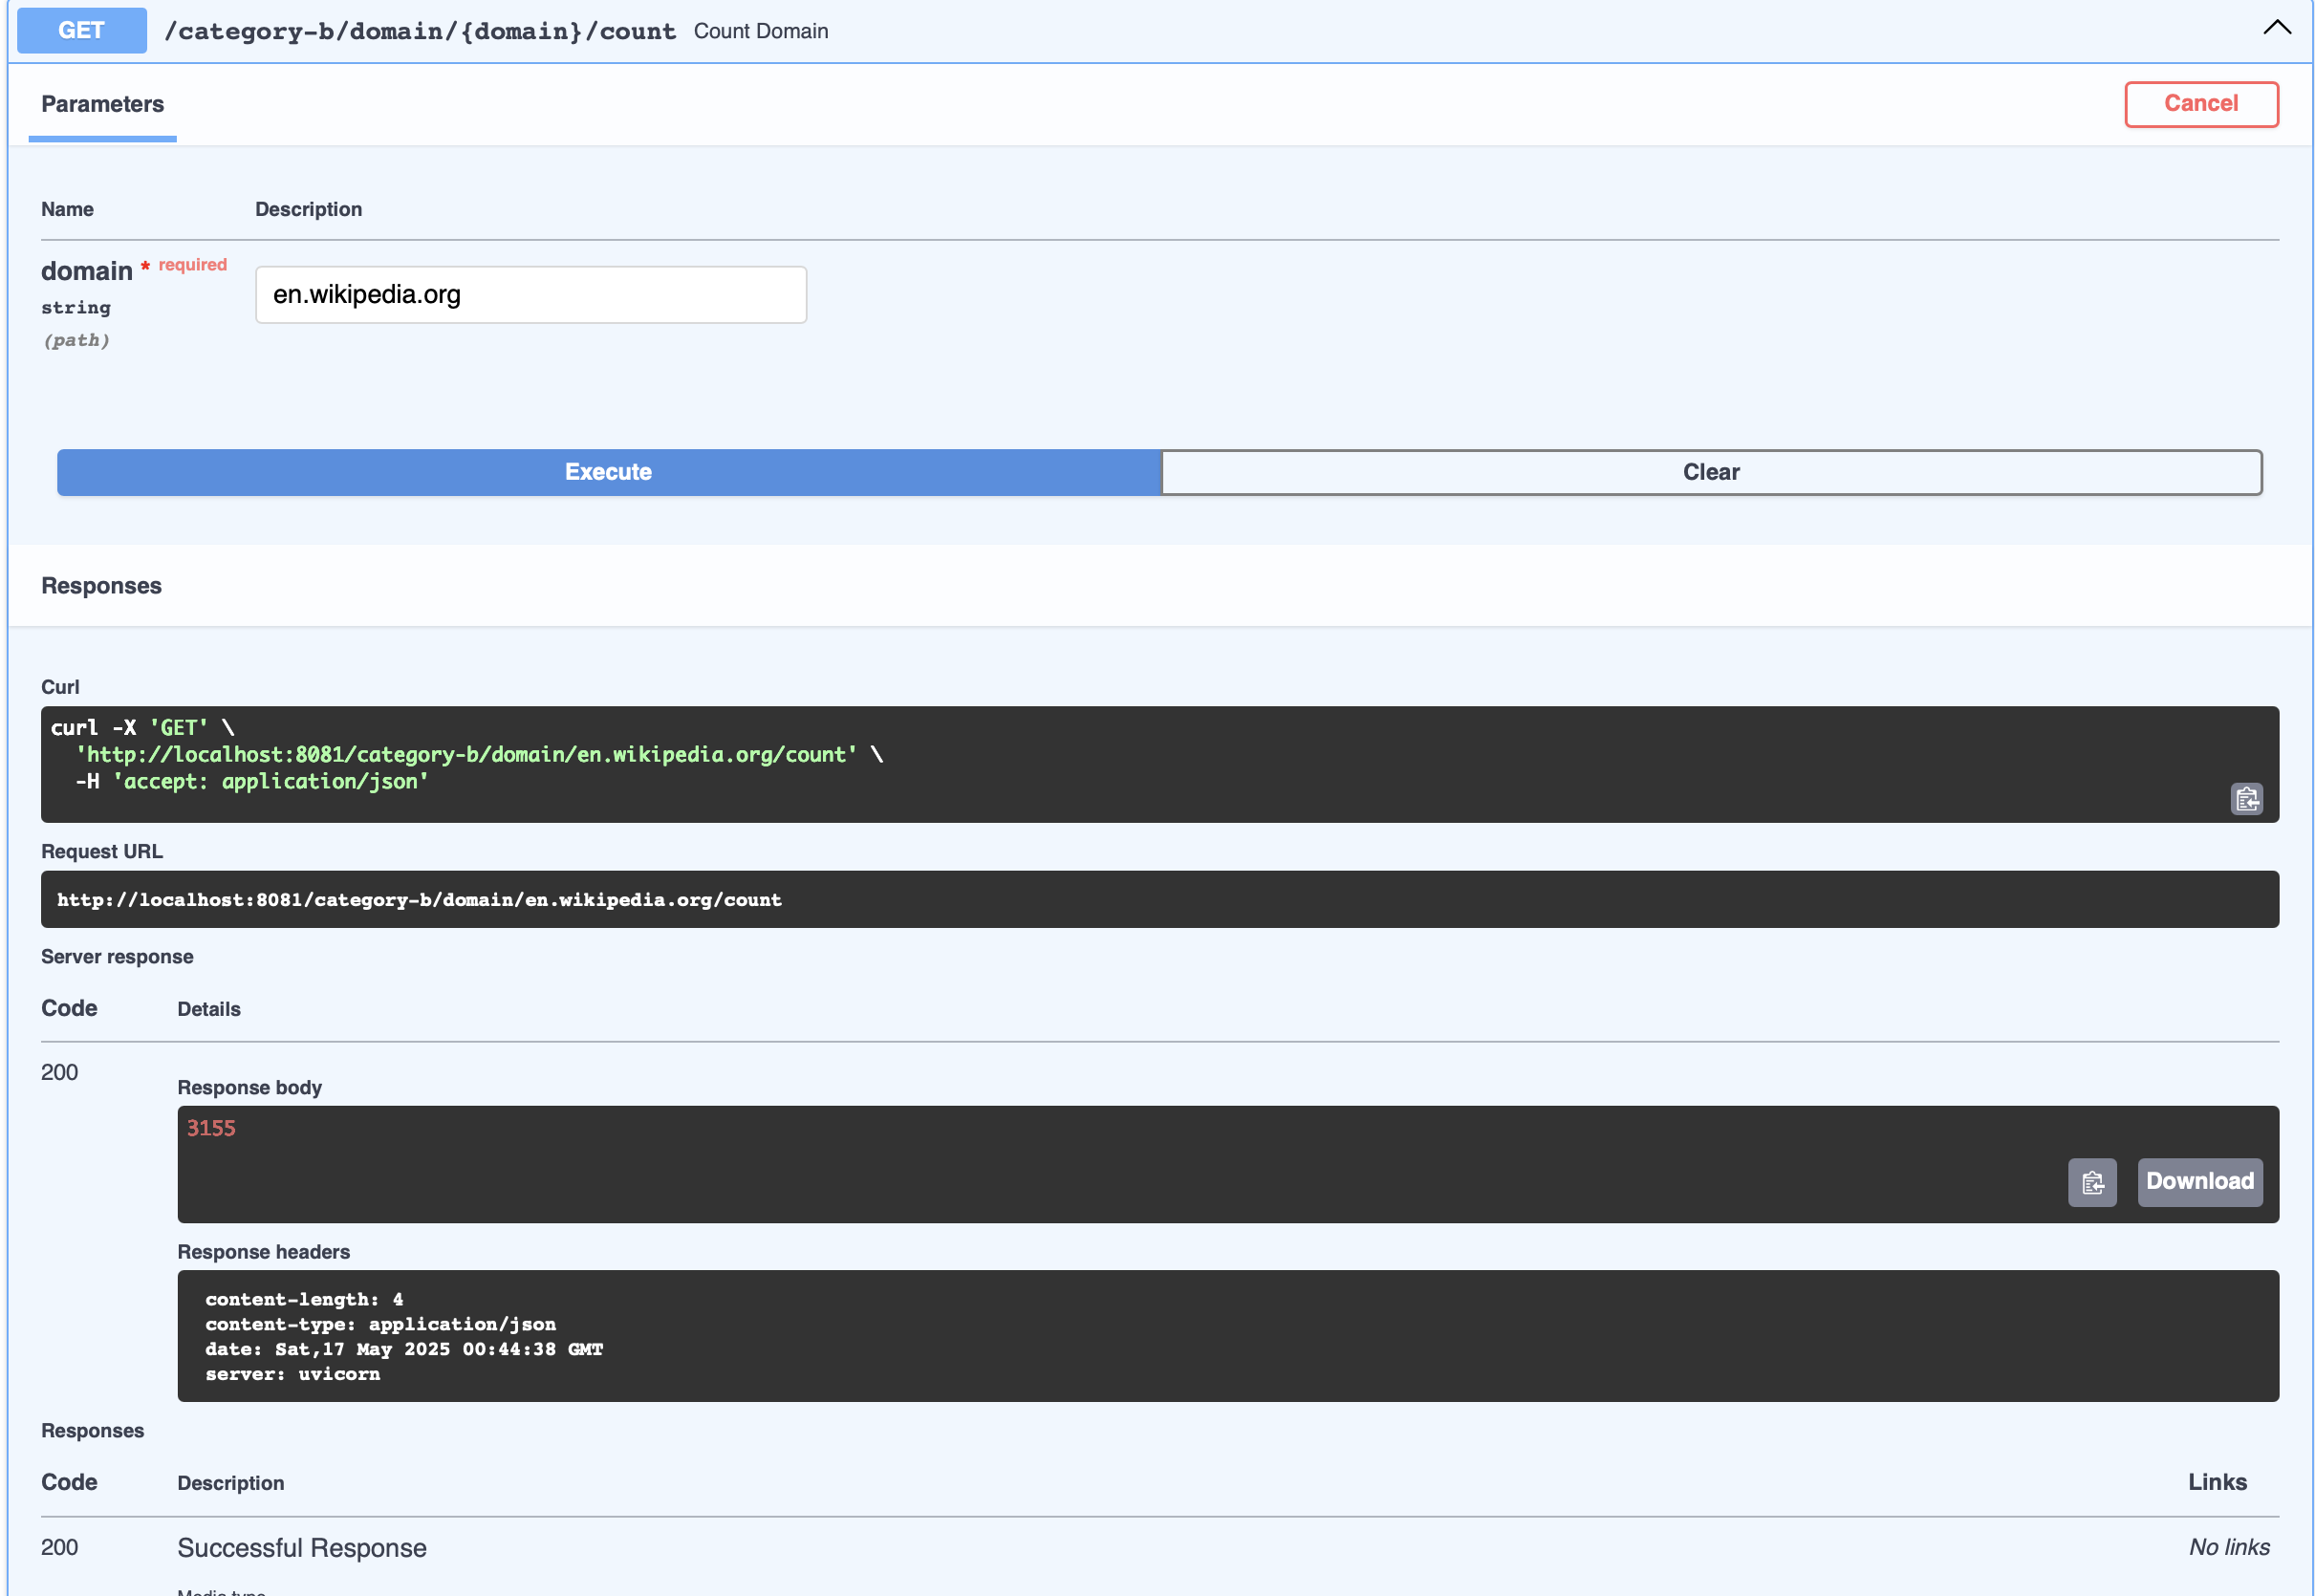 GET /category-b/domain/{domain}/count Count Domain
Parameters
Cancel
Name Description
domain * required
string
(path)
en.wikipedia.org
Execute Clear
Responses
Curl
curl -X 'GET' \
'http://localhost:8081/category-b/domain/en.wikipedia.org/count' \
-H 'accept: application/json'
Request URL
http://localhost:8081/category-b/domain/en.wikipedia.org/count
Server response
Code Details
200
Response body
3155
Download
Response headers
content-length: 4
content-type: application/json
date: Sat,17 May 2025 00:44:38 GMT
server: uvicorn
Responses
Code Description Links
200 Successful Response No links
Media type